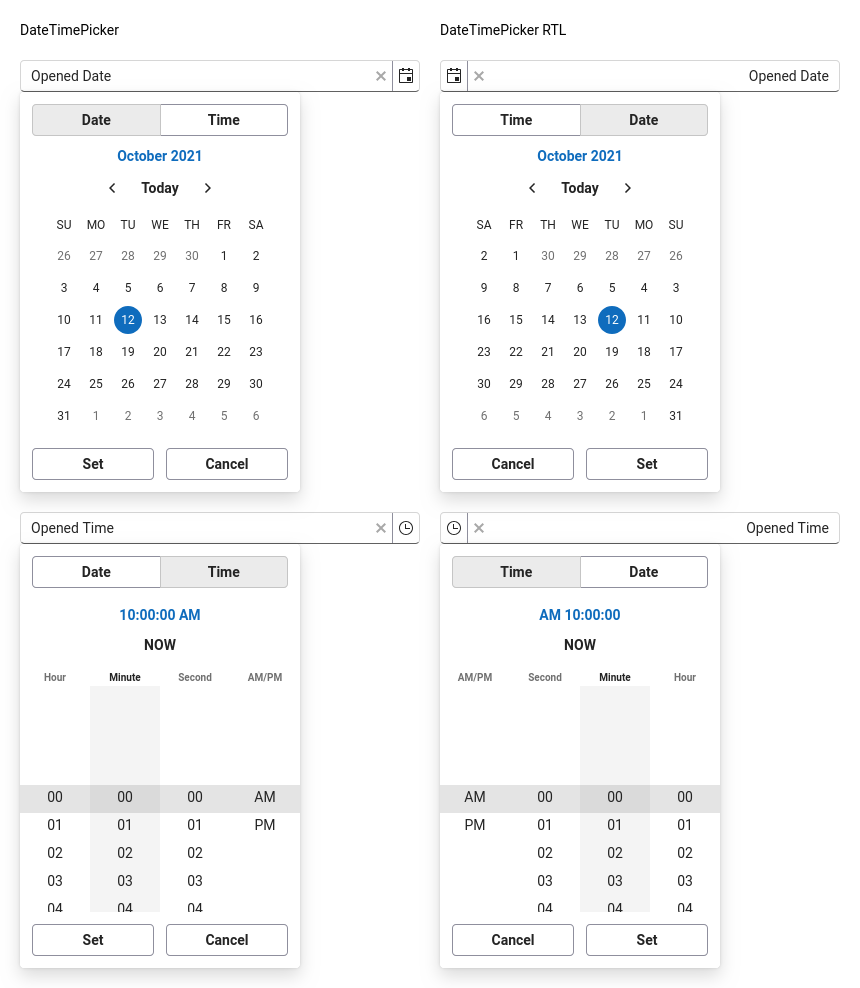 DateTimePicker
Opened Date
Date Time
October 2021
Today
SU MO TU WE TH FR SA
26 27 28 29 30 1 2
3 4 5 6 7 8 9
10 11 12 13 14 15 16
17 18 19 20 21 22 23
24 25 26 27 28 29 30
31 1 2 3 4 5 6
Set Cancel
Opened Time
Date Time
10:00:00 AM
NOW
Hour Minute Second AM/PM
00 00 00 AM
01 01 01 PM
02 02 02
03 03 03
04 04 04
Set Cancel
DateTimePicker RTL
Opened Date
Time Date
October 2021
Today
SA FR TH WE TU MO SU
2 1 30 29 28 27 26
9 8 7 6 5 4 3
16 15 14 13 12 11 10
23 22 21 20 19 18 17
30 29 28 27 26 25 24
6 5 4 3 2 1 31
Cancel Set
Opened Time
Time Date
AM 10:00:00
NOW
AM/PM Second Minute Hour
AM 00 00 00
PM 01 01 01
02 02 02
03 03 03
04 04 04
Cancel Set